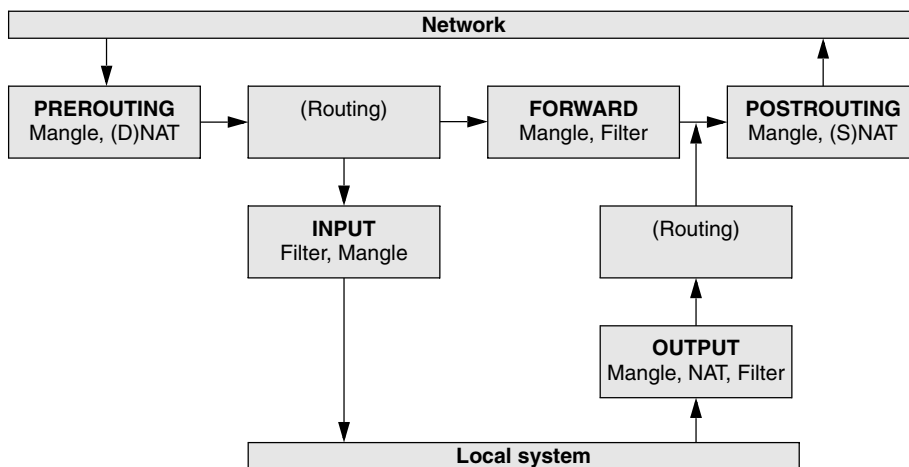 Network
PREROUTING
Mangle, (D)NAT
(Routing)
FORWARD
Mangle, Filter
POSTROUTING
Mangle, (S)NAT
INPUT
Filter, Mangle
(Routing)
OUTPUT
Mangle, NAT, Filter
Local system